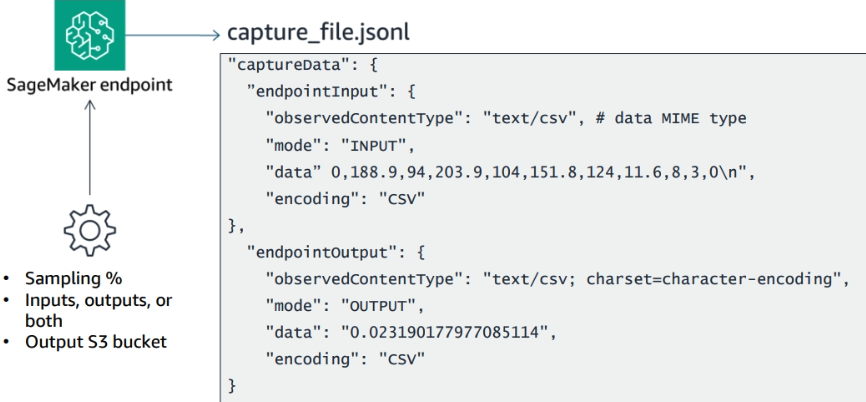 capture_file.jsonl
SageMaker endpoint
"captureData": {
"endpointInput": {
"observedContentType": "text/csv", # data MIME type
"mode": "INPUT",
"data” 0,188.9,94,203.9,104,151.8,124,11.6,8,3,0\n",
"encoding": "CSV"
},
"endpointOutput": {
"observedContentType": "text/csv; charset=character-encoding",
"mode": "OUTPUT",
"data": "0.023190177977085114",
"encoding": "CSV"
}
• Sampling %
• Inputs, outputs, or
both
• Output S3 bucket